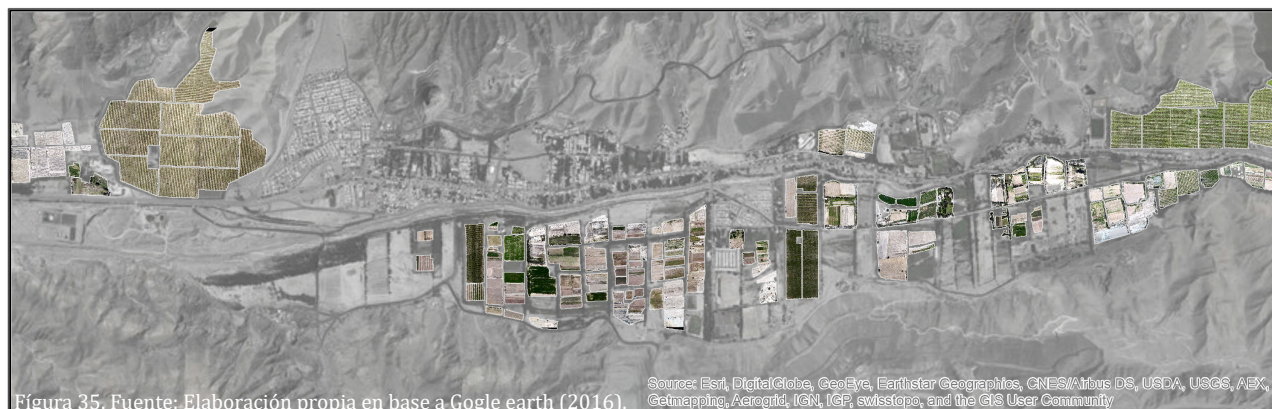 Fígura 35. Fuente: Elaboración propia en base a Gogle earth (2016).
Source: Esri, DigitalGlobe, GeoEye, Earthstar Geographics, CNES/Airbus DS, USDA, USGS, AEX,
Getmapping, Aerogrid, IGN, IGP, swisstopo, and the GIS User Community